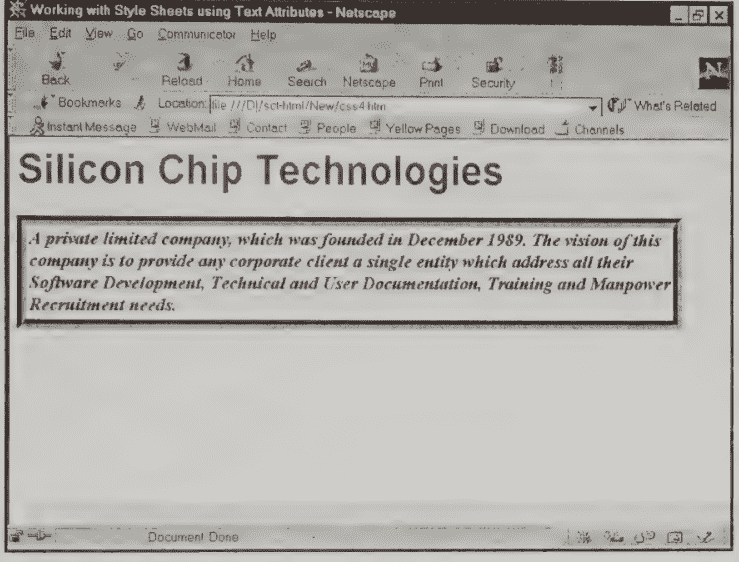 Working with Style Sheets using Text Attributes - Netscape
File Edit View Go Communicator Help
Back Reload Home Search Netscape Print Security
Bookmarks Location: file:///D|/sct-html/New/css4.htm What's Related
Instant Message WebMail Contact People Yellow Pages Download Channels
Silicon Chip Technologies
A private limited company, which was founded in December 1989. The vision of this
company is to provide any corporate client a single entity which address all their
Software Development, Technical and User Documentation, Training and Manpower
Recruitment needs.
Document Done